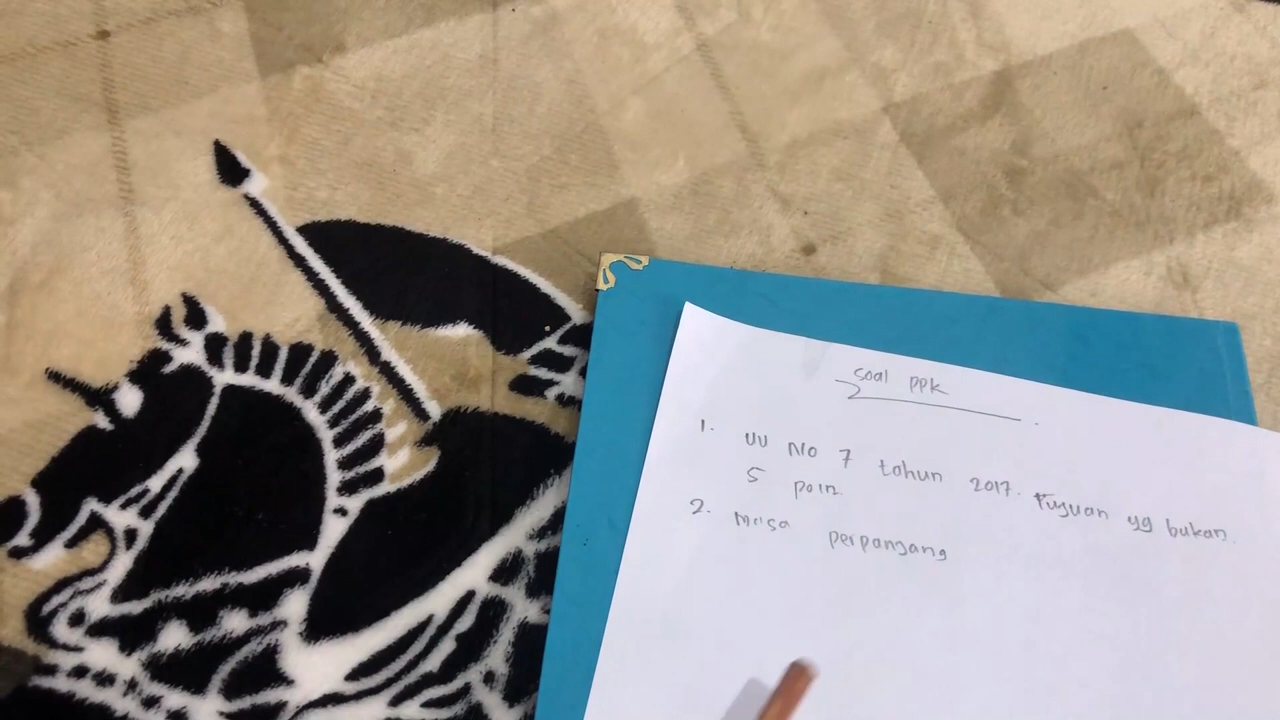 soal ppk
1. UU No 7 tahun 2017. Tujuan yg bukan.
5 poin.
2. Masa perpanjang